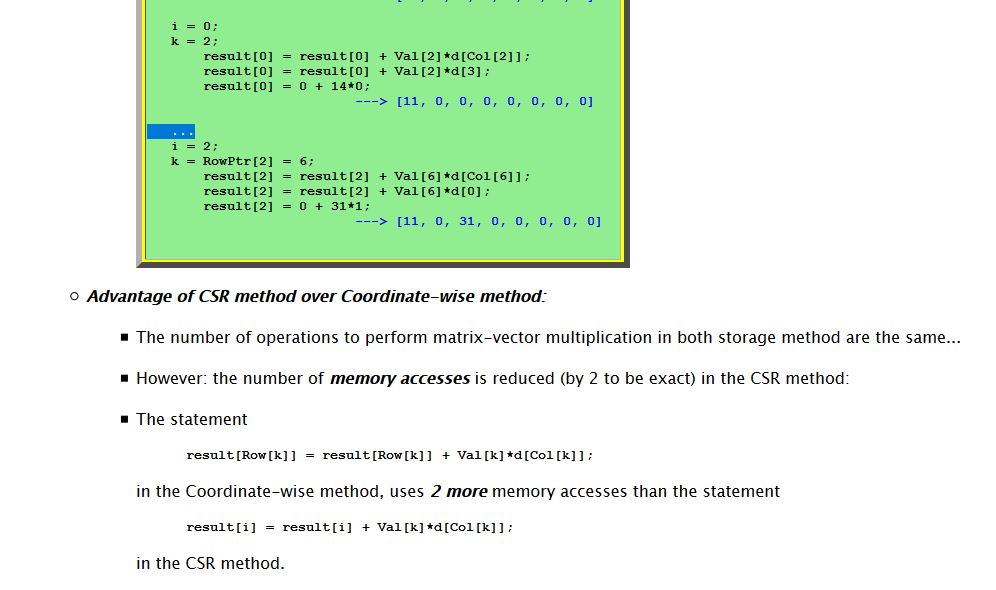 i = 0;
k = 2;
result[0] = result[0] + Val[2]*d[Col[2]];
result[0] = result[0] + Val[2]*d[3];
result[0] = 0 + 14*0;
---> [11, 0, 0, 0, 0, 0, 0, 0]
...
i = 2;
k = RowPtr[2] = 6;
result[2] = result[2] + Val[6]*d[Col[6]];
result[2] = result[2] + Val[6]*d[0];
result[2] = 0 + 31*1;
---> [11, 0, 31, 0, 0, 0, 0, 0]
Advantage of CSR method over Coordinate-wise method:
The number of operations to perform matrix-vector multiplication in both storage method are the same...
However: the number of memory accesses is reduced (by 2 to be exact) in the CSR method:
The statement
result[Row[k]] = result[Row[k]] + Val[k]*d[Col[k]];
in the Coordinate-wise method, uses 2 more memory accesses than the statement
result[i] = result[i] + Val[k]*d[Col[k]];
in the CSR method.